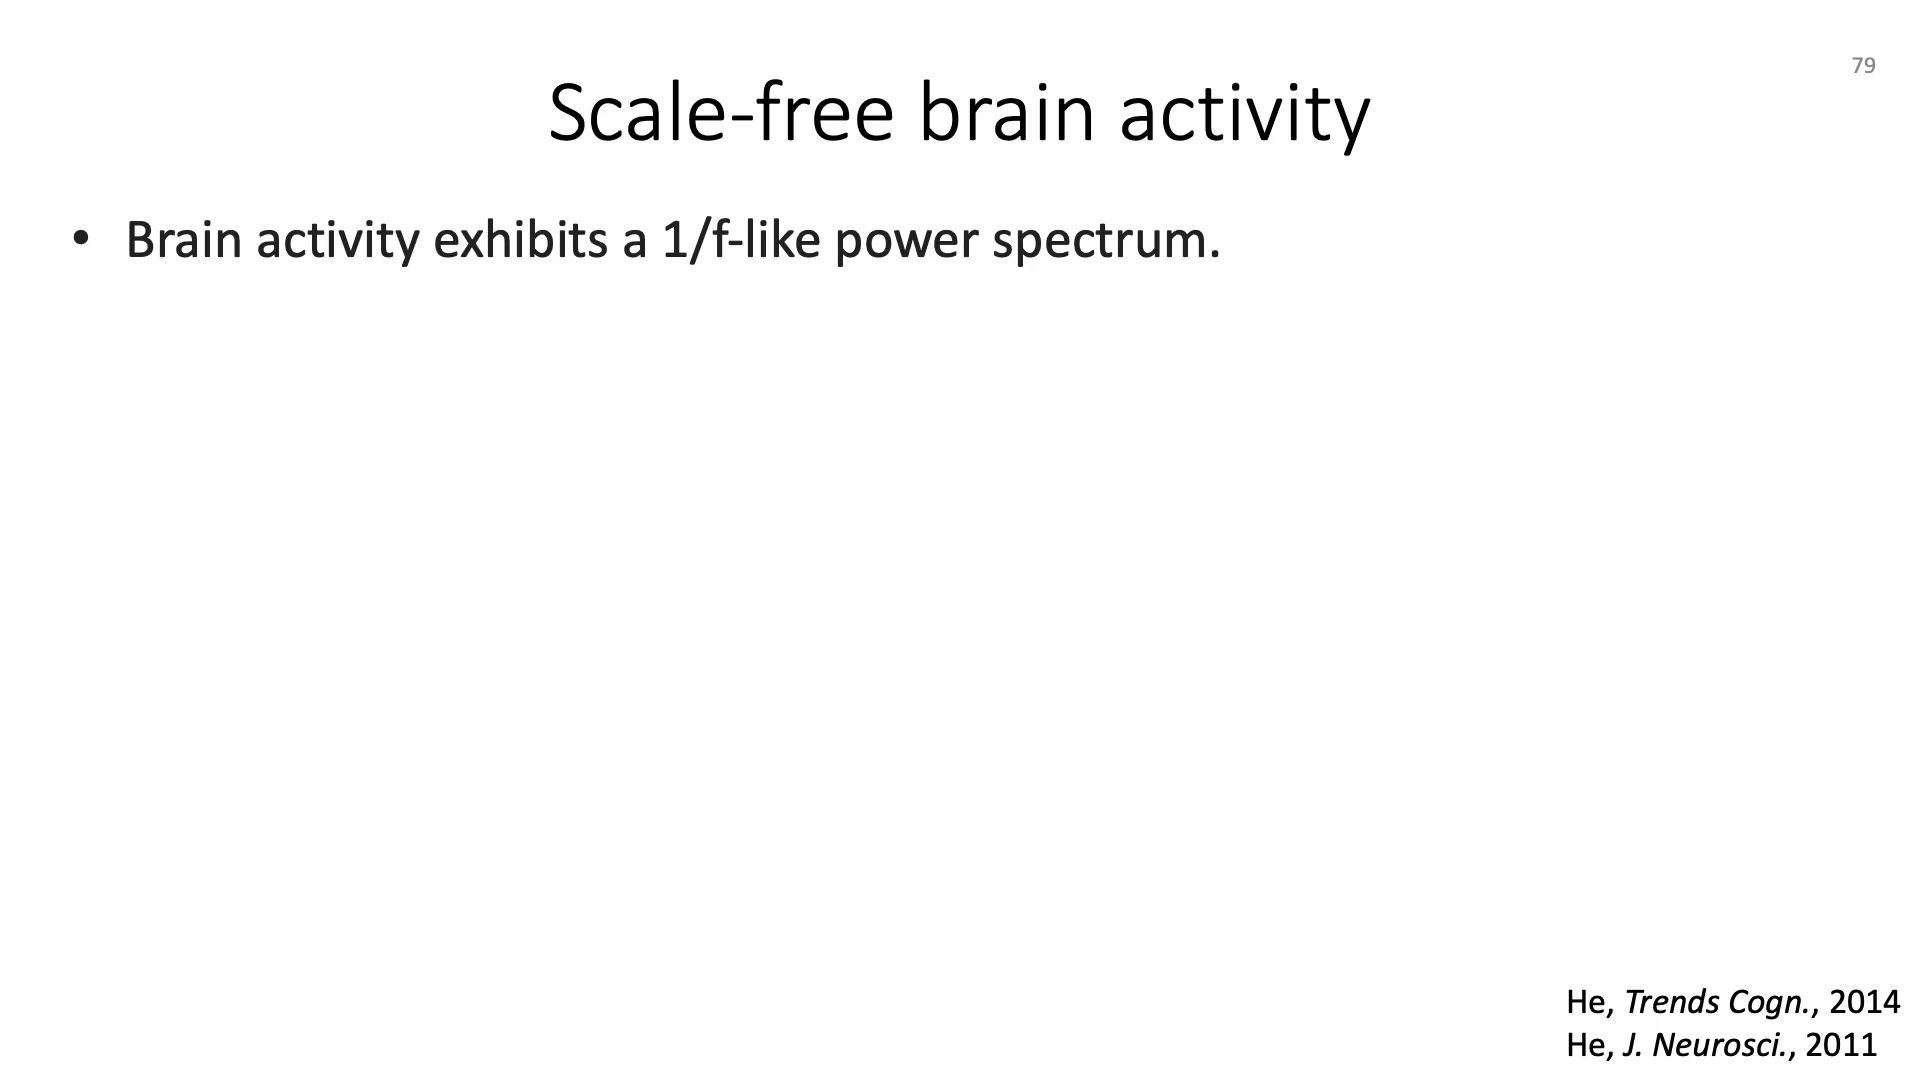 79
Scale-free brain activity
• Brain activity exhibits a 1/f-like power spectrum.
He, Trends Cogn., 2014
He, J. Neurosci., 2011